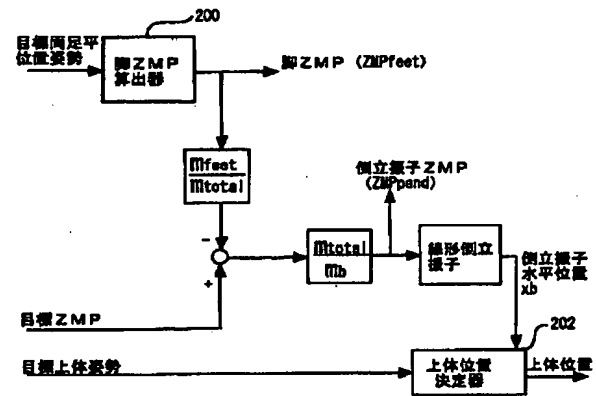 200
目標両足平
位置姿勢
脚ZMP
算出器
脚ZMP (ZMPfeet)
mfeet
mtotal
倒立振子ZMP
(ZMPpend)
-
+
mtotal
mb
線形倒立
振子
倒立振子
水平位置
xb
目標ZMP
202
目標上体姿勢
上体位置
決定器
上体位置